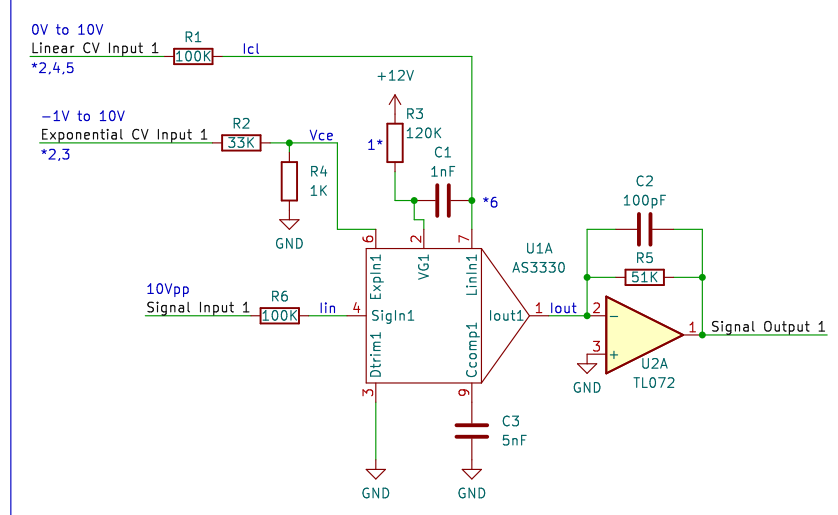 0V to 10V
R1
Linear CV Input 1
100K
Icl
*2,4,5
+12V
-1V to 10V
R3
120K
Exponential CV Input 1
R2
33K
Vce
1*
*2,3
C1
1nF
R4
1K
*6
C2
100pF
GND
6
2
7
U1A
AS3330
R5
51K
ExpIn1
VG1
LinIn1
10Vpp
Signal Input 1
R6
100K
Iin
4
SigIn1
Iout1
1
Iout
2
-
1
Signal Output 1
3
+
GND
U2A
TL072
Dtrim1
Ccomp1
3
9
C3
5nF
GND
GND